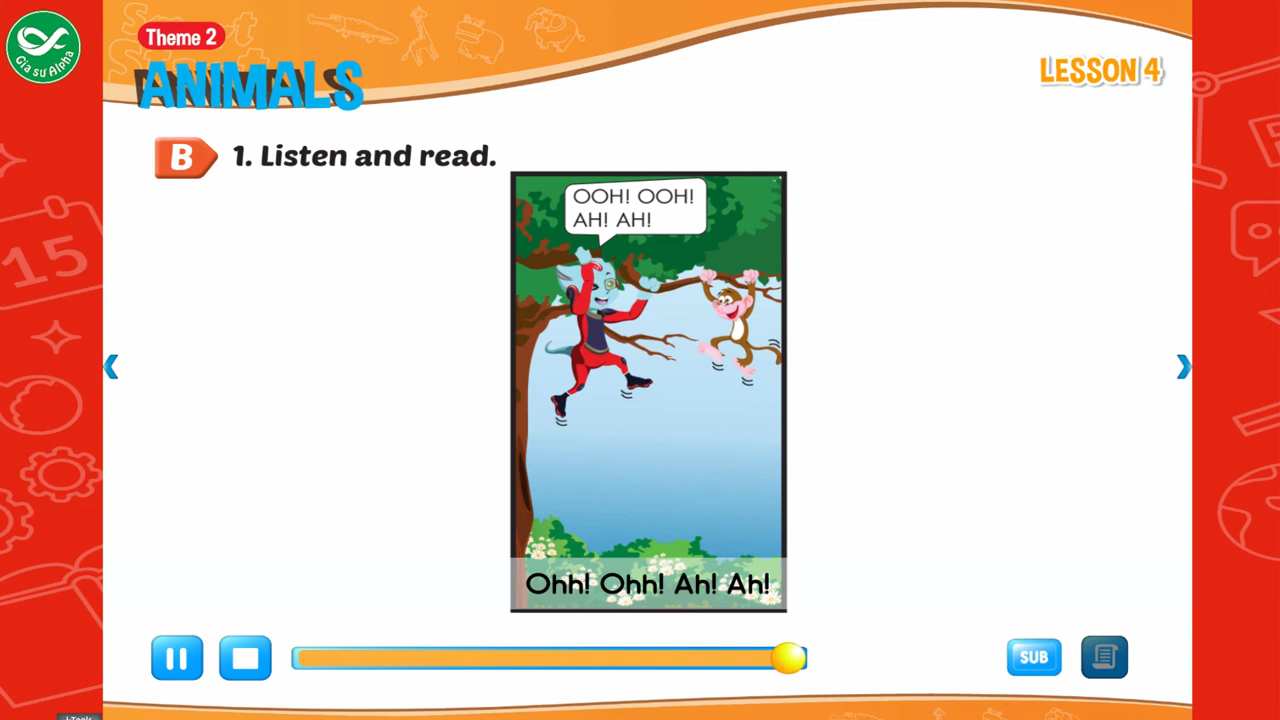 Gia sư Alpha
Theme 2
ANIMALS
LESSON 4
B 1. Listen and read.
OOH! OOH!
AH! AH!
Ohh! Ohh! Ah! Ah!
SUB
15